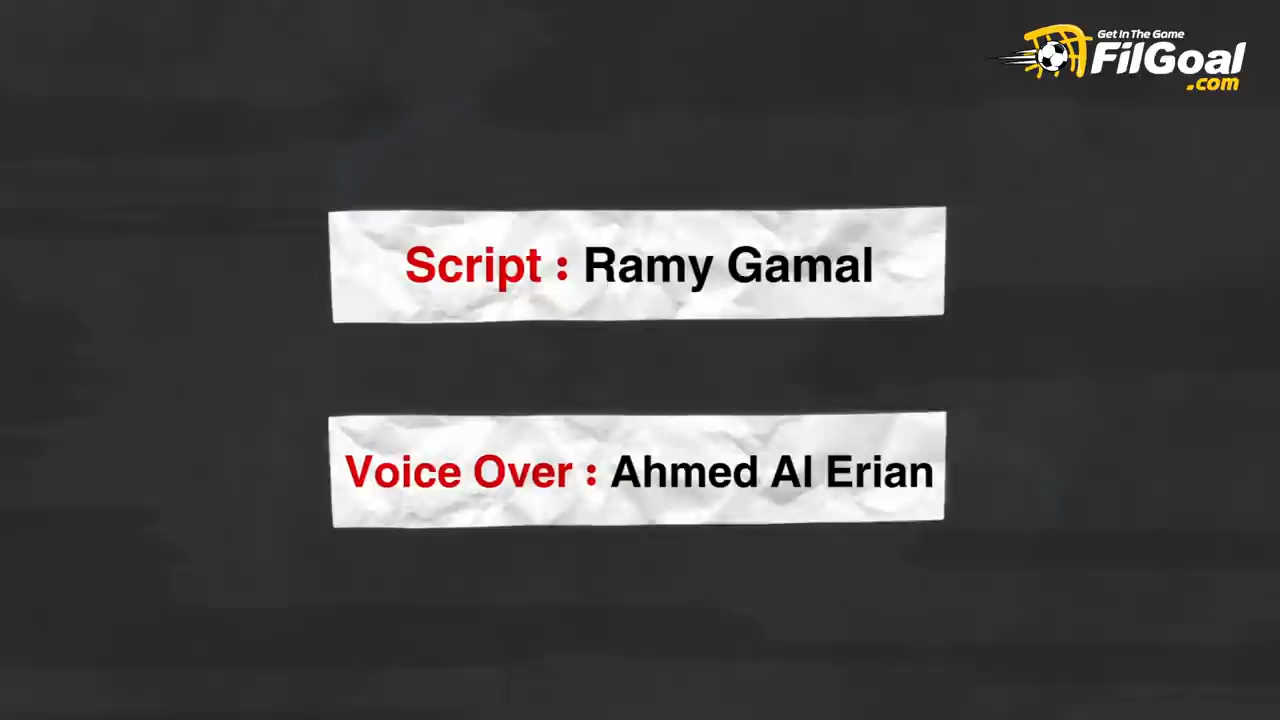 Get In The Game
FilGoal
.com
Script : Ramy Gamal
Voice Over : Ahmed Al Erian